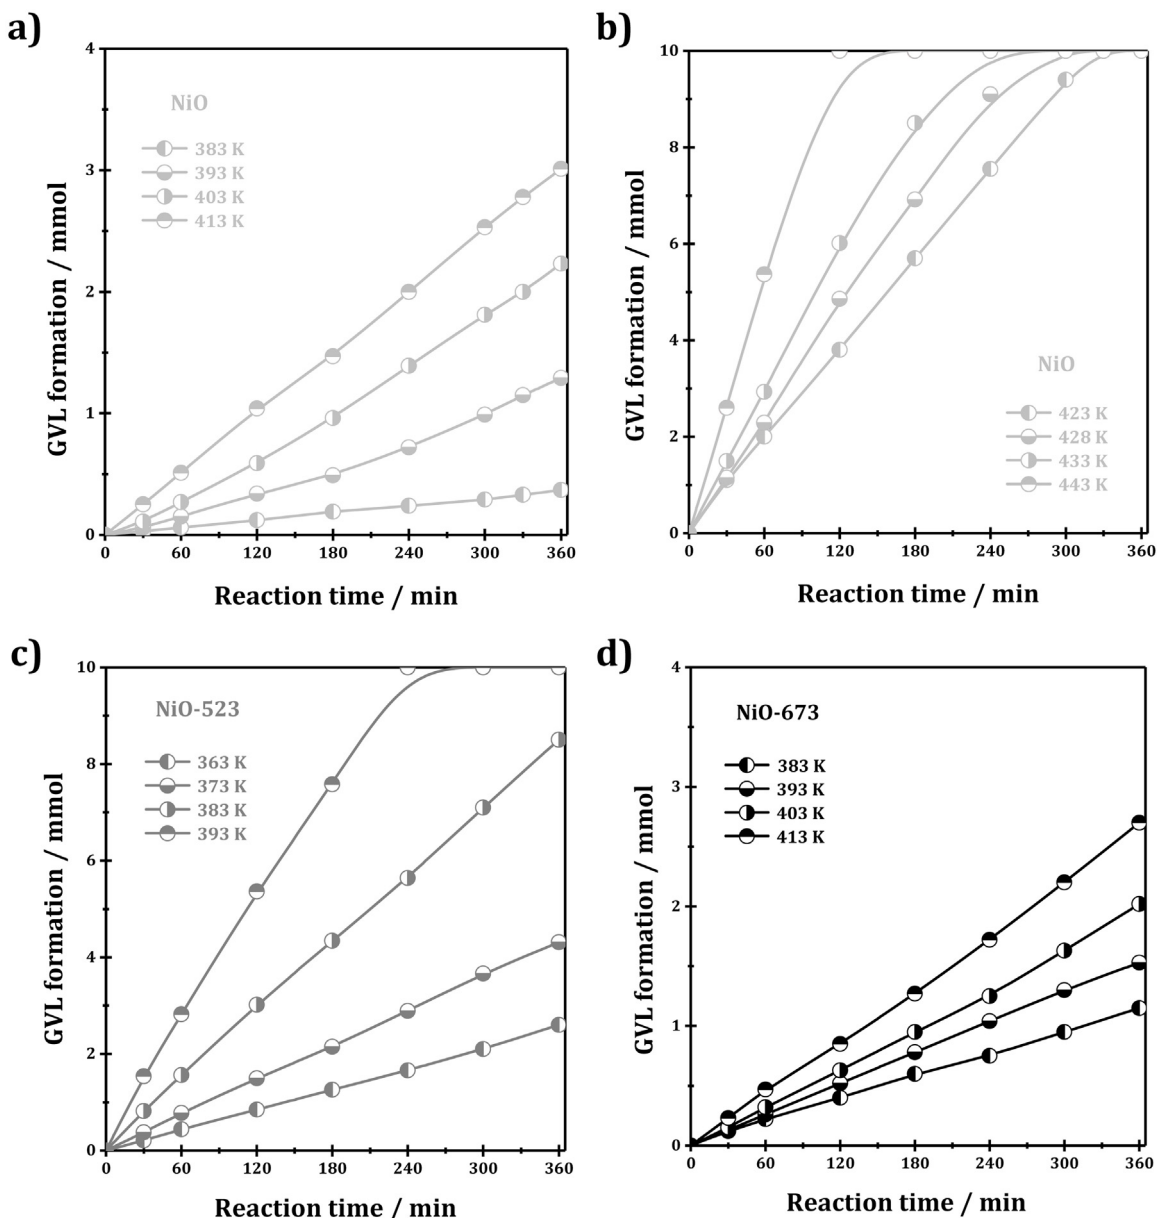 a)
4
3
2
1
0
GVL formation / mmol
NiO
383 K
393 K
403 K
413 K
0 60 120 180 240 300 360
Reaction time / min
b)
10
8
6
4
2
0
GVL formation / mmol
NiO
423 K
428 K
433 K
443 K
0 60 120 180 240 300 360
Reaction time / min
c)
10
8
6
4
2
0
GVL formation / mmol
NiO-523
363 K
373 K
383 K
393 K
0 60 120 180 240 300 360
Reaction time / min
d)
4
3
2
1
0
GVL formation / mmol
NiO-673
383 K
393 K
403 K
413 K
0 60 120 180 240 300 360
Reaction time / min